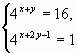 4^{x+y} = 16,
4^{x+2y-1} = 1